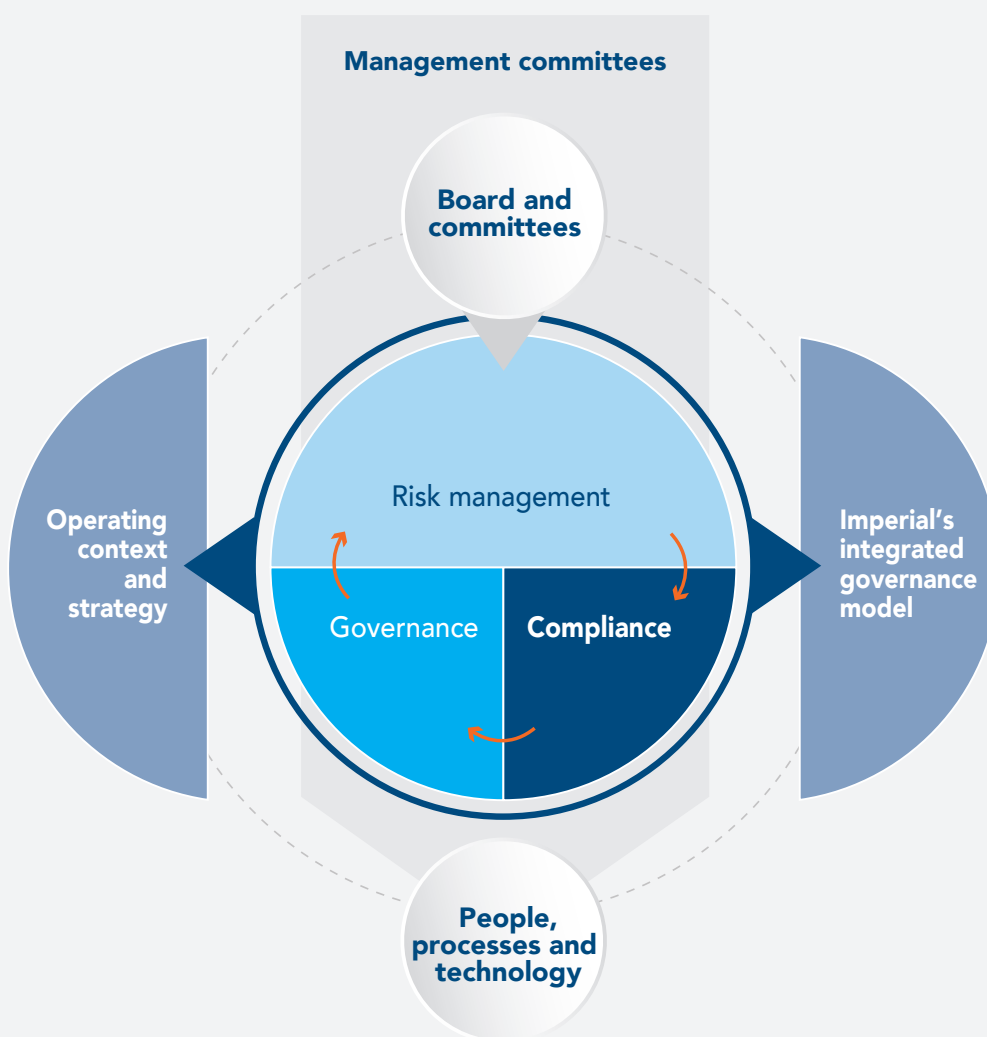 Management committees
Board and
committees
Risk management
Operating
context
and
strategy
Imperial’s
integrated
governance
model
Governance
Compliance
People,
processes and
technology